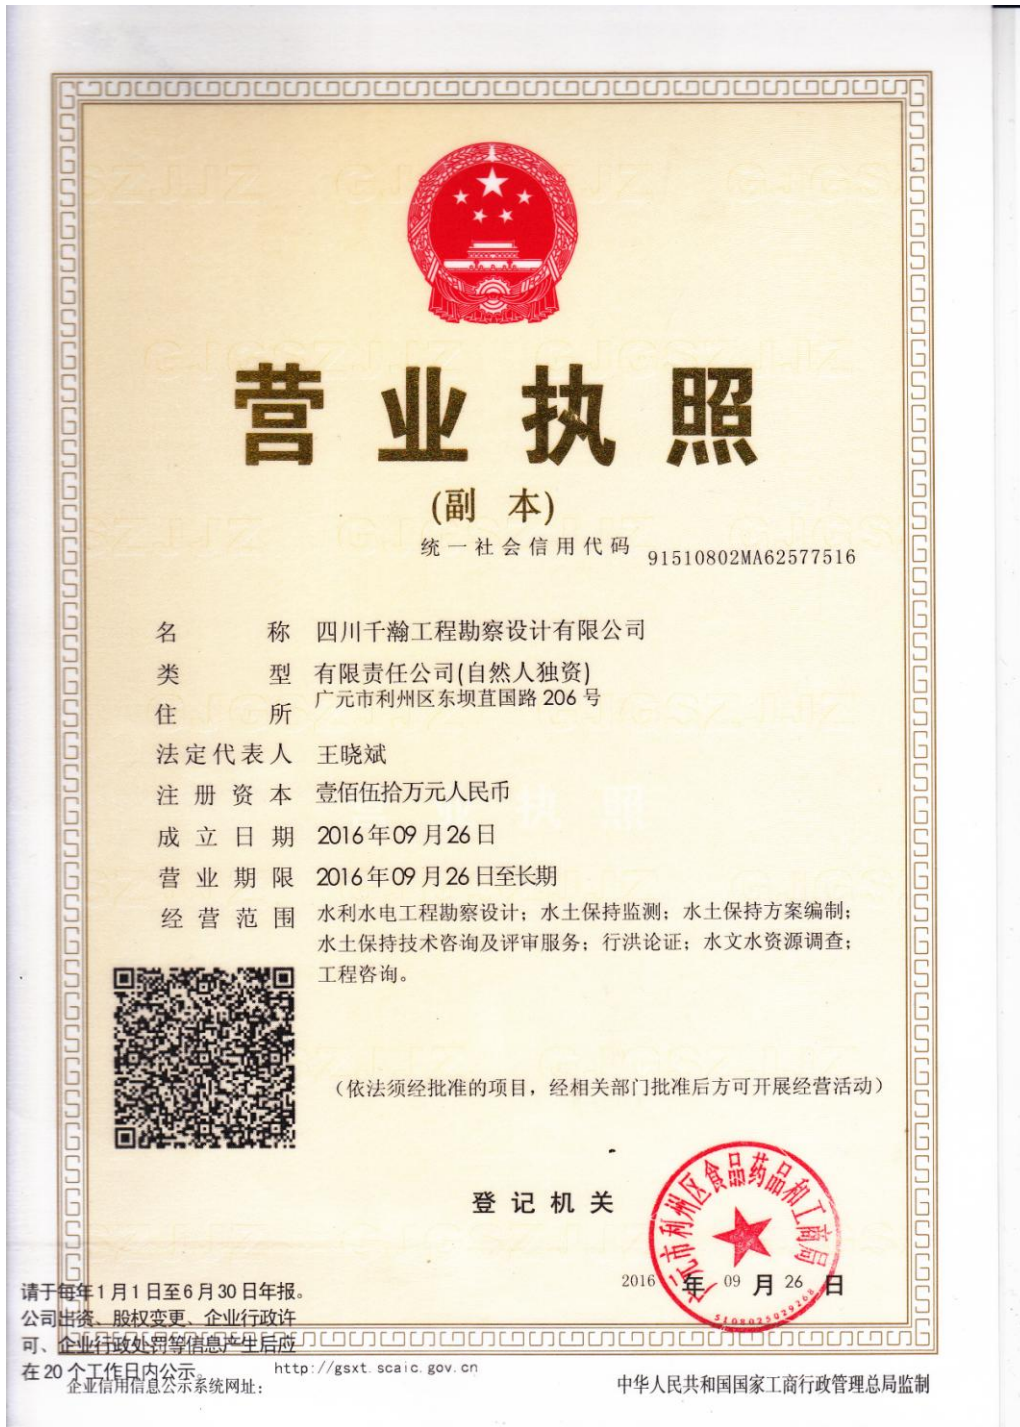 营业执照
(副 本)
统一社会信用代码 91510802MA62577516
名 称 四川千瀚工程勘察设计有限公司
类 型 有限责任公司(自然人独资)
住 所 广元市利州区东坝苴国路 206 号
法定代表人 王晓斌
注册资本 壹佰伍拾万元人民币
成立日期 2016年09月26日
营业期限 2016年09月26日至长期
经营范围 水利水电工程勘察设计；水土保持监测；水土保持方案编制；
水土保持技术咨询及评审服务；行洪论证；水文水资源调查；
工程咨询。
（依法须经批准的项目，经相关部门批准后方可开展经营活动）
登记机关
广元市利州区食品药品和工商局
5108025029268
2016 年 09 月 26 日
请于每年1月1日至6月30日年报。
公司出资、股权变更、企业行政许
可、企业行政处罚等信息产生后应
在20个工作日内公示。
企业信用信息公示系统网址： http://gsxt.scaic.gov.cn
中华人民共和国国家工商行政管理总局监制